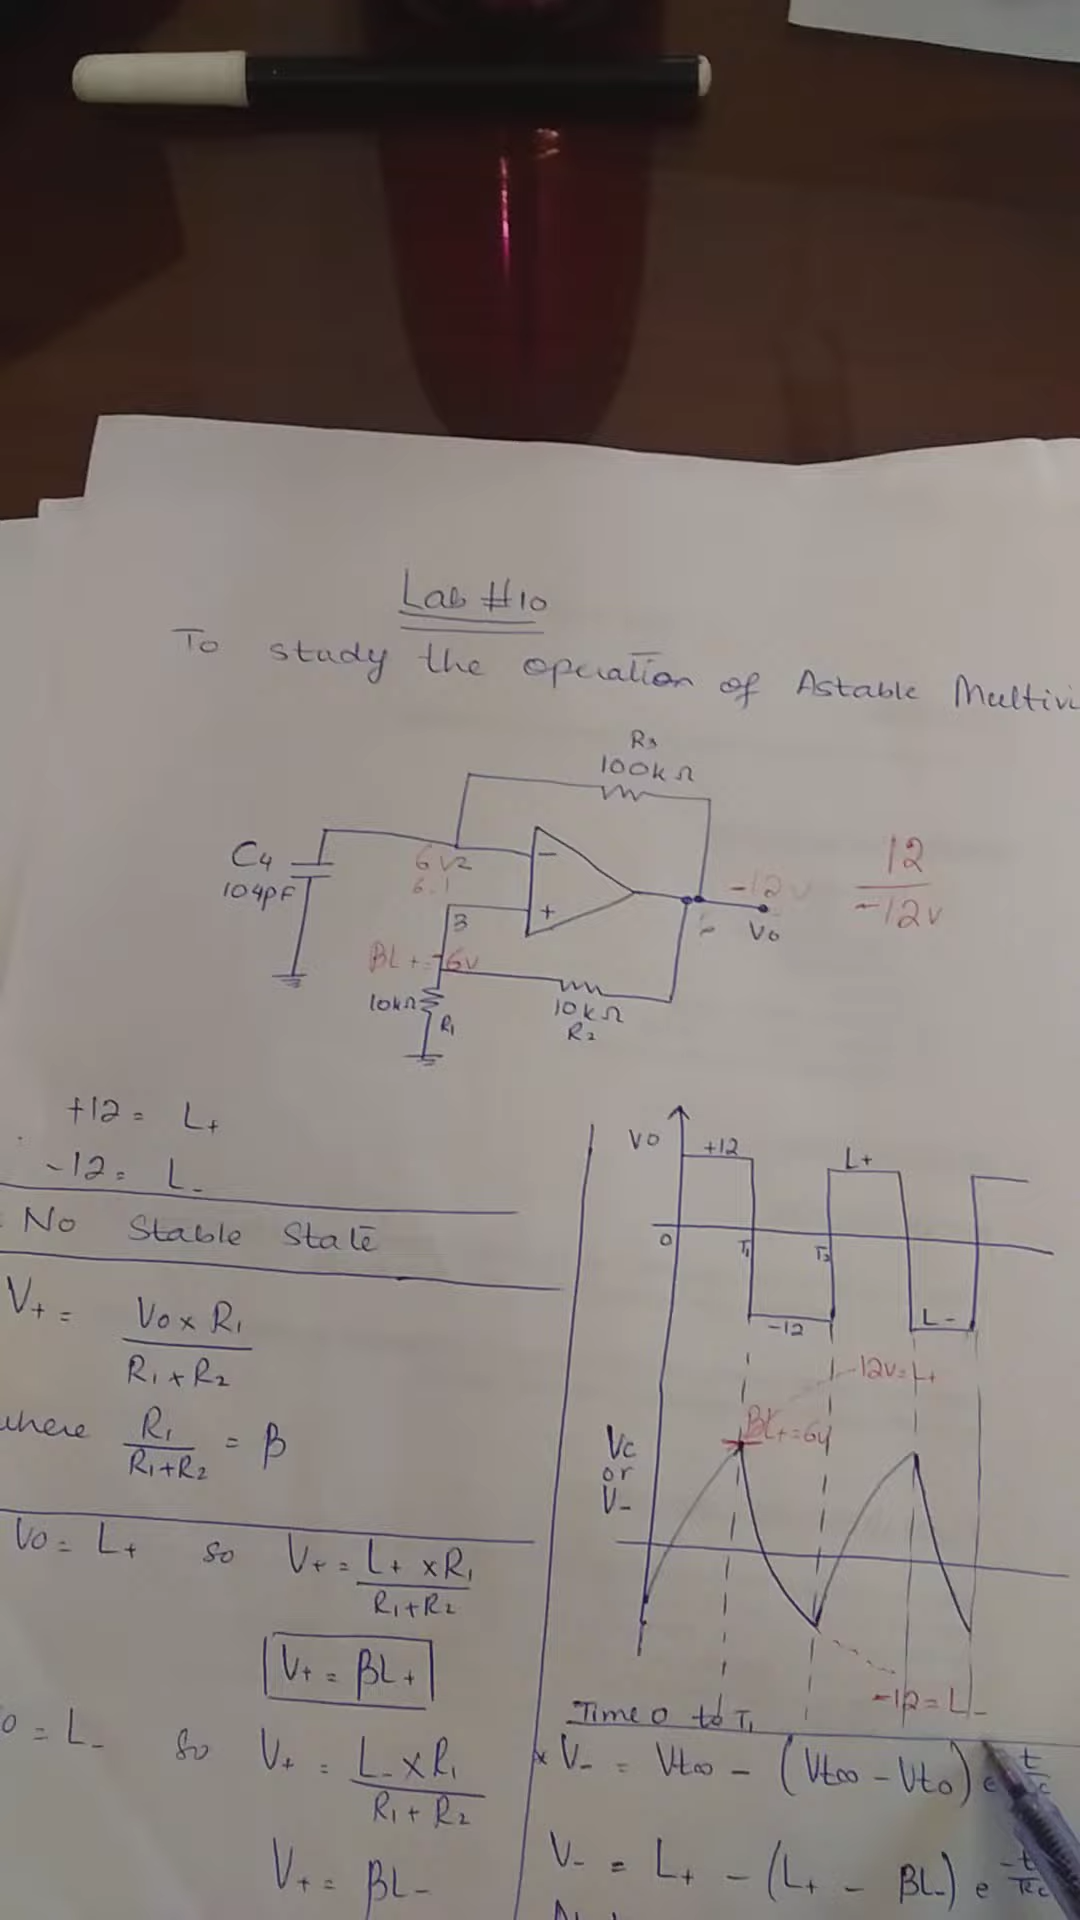 Lab #10
To study the operation of Astable Multivi
R3
100kΩ
C4
104pF
6V2
6.1
-
+
3
-12V
Vo
12
-12V
BL+=6V
10kΩ
R1
10kΩ
R2
+12= L+
-12= L-
No Stable State
V+ = Vo x R1
R1+R2
where R1 = β
R1+R2
Vo = L+ so V+ = L+ x R1
R1+R2
V+ = βL+
o = L- so V+ = L- x R1
R1 + R2
V+ = βL-
VO
+12
L+
0
T1
T2
-12
L-
-12V=L+
BL+=6V
Vc
or
V-
-12 = L-
Time 0 to T1
* V- = Vt∞ - (Vt∞ - Vto) e t
V- = L+ - (L+ - βL-) e -t